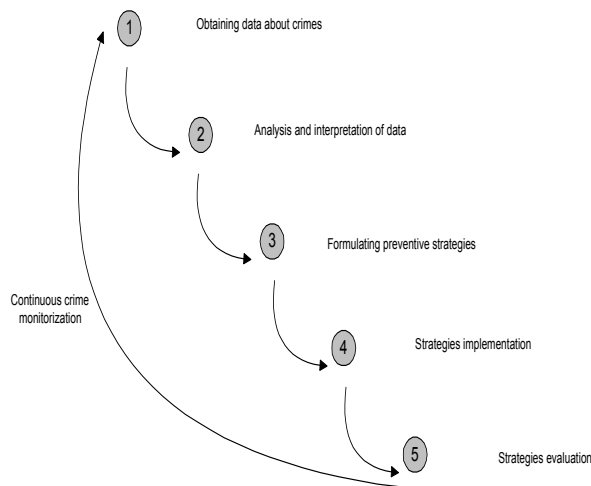 1
Obtaining data about crimes
2
Analysis and interpretation of data
3
Formulating preventive strategies
Continuous crime
monitorization
4
Strategies implementation
5
Strategies evaluation